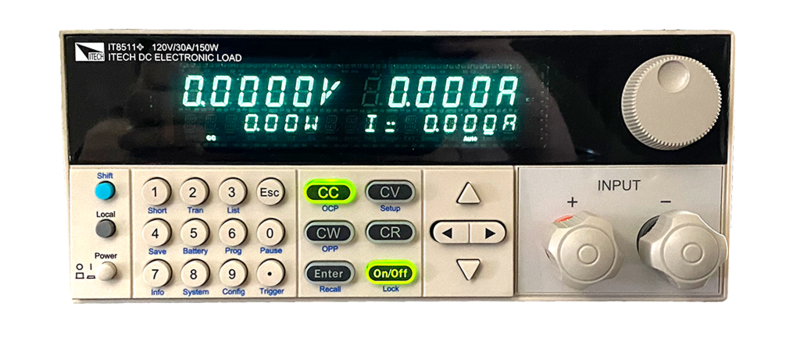 ITECH
IT8511+ 120V/30A/150W
ITECH DC ELECTRONIC LOAD
0.0000V 0.000A
0.00W I= 0.000A
CC Auto
Shift
Local
Power
O I
1 2 3 Esc
Short Tran List
4 5 6 0
Save Battery Prog Pause
7 8 9 •
Info System Config Trigger
CC CV
OCP Setup
CW CR
OPP
Enter On/Off
Recall Lock
INPUT
+ −